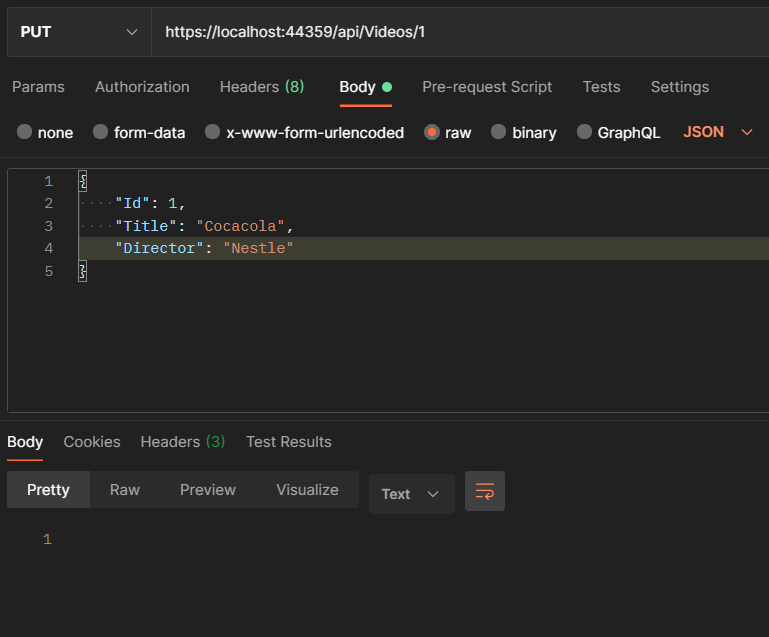 PUT https://localhost:44359/api/Videos/1
Params Authorization Headers (8) Body Pre-request Script Tests Settings
none form-data x-www-form-urlencoded raw binary GraphQL JSON
1 {
2 ····"Id": 1,
3 ····"Title": "Cocacola",
4 ····"Director": "Nestle"
5 }
Body Cookies Headers (3) Test Results
Pretty Raw Preview Visualize Text
1